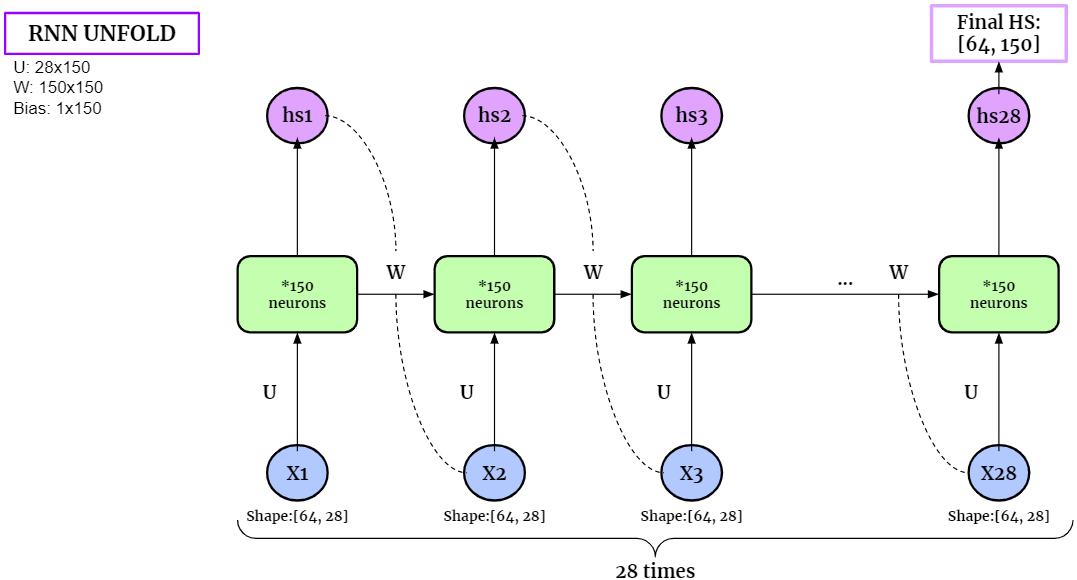 RNN UNFOLD
U: 28x150
W: 150x150
Bias: 1x150
Final HS:
[64, 150]
hs1
hs2
hs3
hs28
W
W
...
W
*150
neurons
*150
neurons
*150
neurons
*150
neurons
U
U
U
U
X1
X2
X3
X28
Shape:[64, 28]
Shape:[64, 28]
Shape:[64, 28]
Shape:[64, 28]
28 times